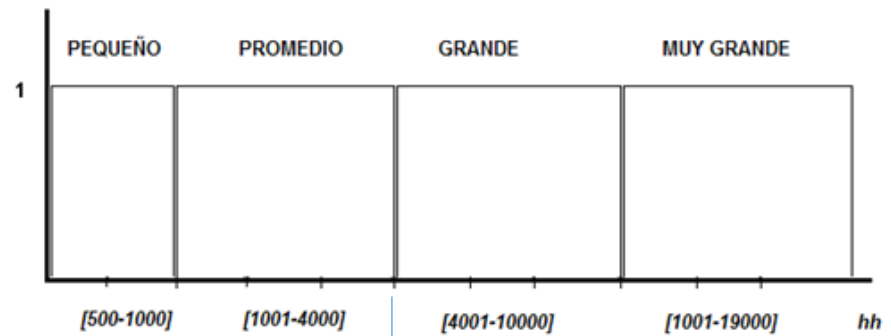 PEQUEÑO PROMEDIO GRANDE MUY GRANDE
1
[500-1000] [1001-4000] [4001-10000] [1001-19000] hh